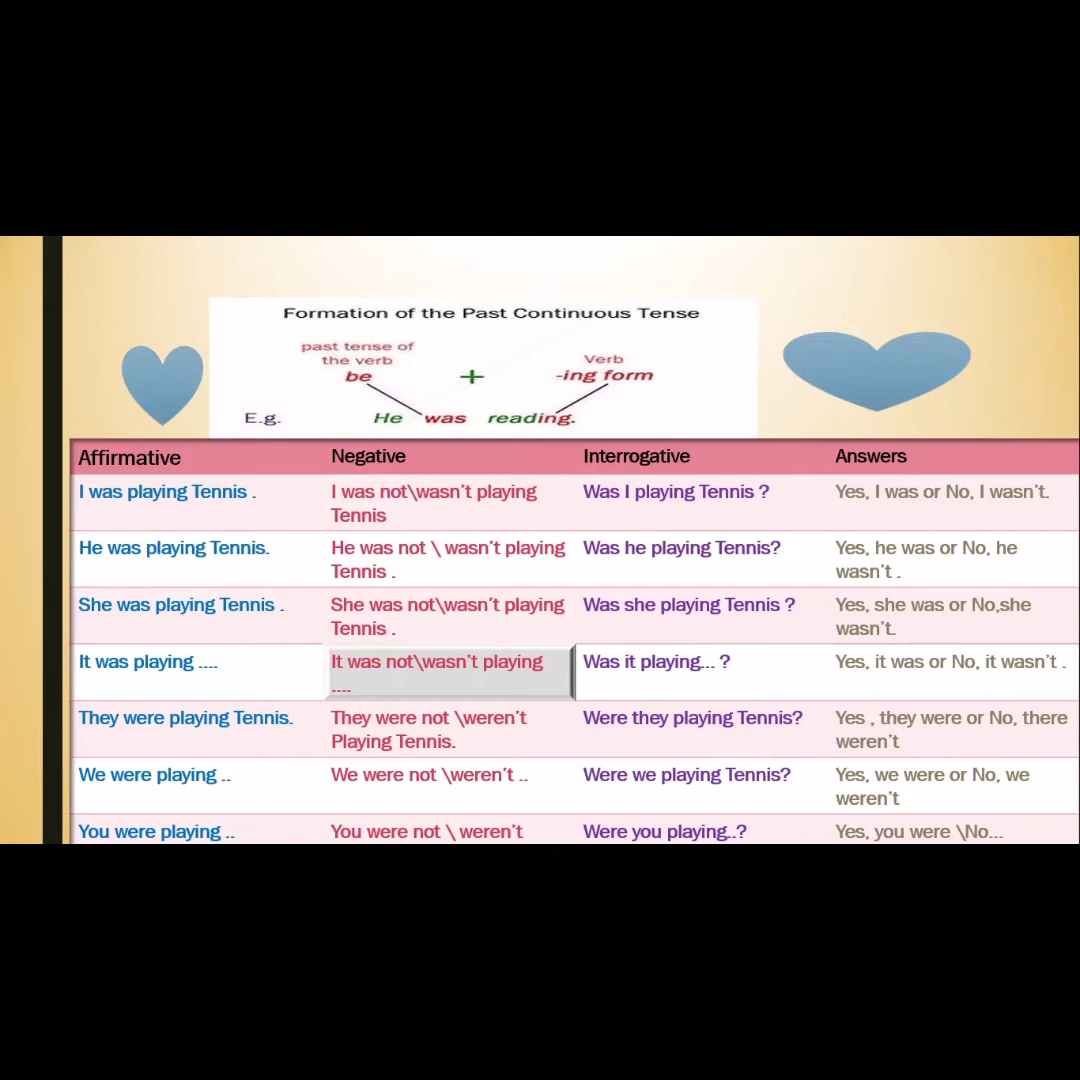 Formation of the Past Continuous Tense
past tense of
the verb
be
+
Verb
-ing form
E.g.
He was reading.
Affirmative Negative Interrogative Answers
I was playing Tennis .
I was not\wasn't playing
Tennis
Was I playing Tennis ?
Yes, I was or No, I wasn't.
He was playing Tennis.
He was not \ wasn't playing
Tennis .
Was he playing Tennis?
Yes, he was or No, he
wasn't .
She was playing Tennis .
She was not\wasn't playing
Tennis .
Was she playing Tennis ?
Yes, she was or No,she
wasn't.
It was playing ....
It was not\wasn't playing
....
Was it playing... ?
Yes, it was or No, it wasn't .
They were playing Tennis.
They were not \weren't
Playing Tennis.
Were they playing Tennis?
Yes , they were or No, there
weren't
We were playing ..
We were not \weren't ..
Were we playing Tennis?
Yes, we were or No, we
weren't
You were playing ..
You were not \ weren't
Were you playing..?
Yes, you were \No...